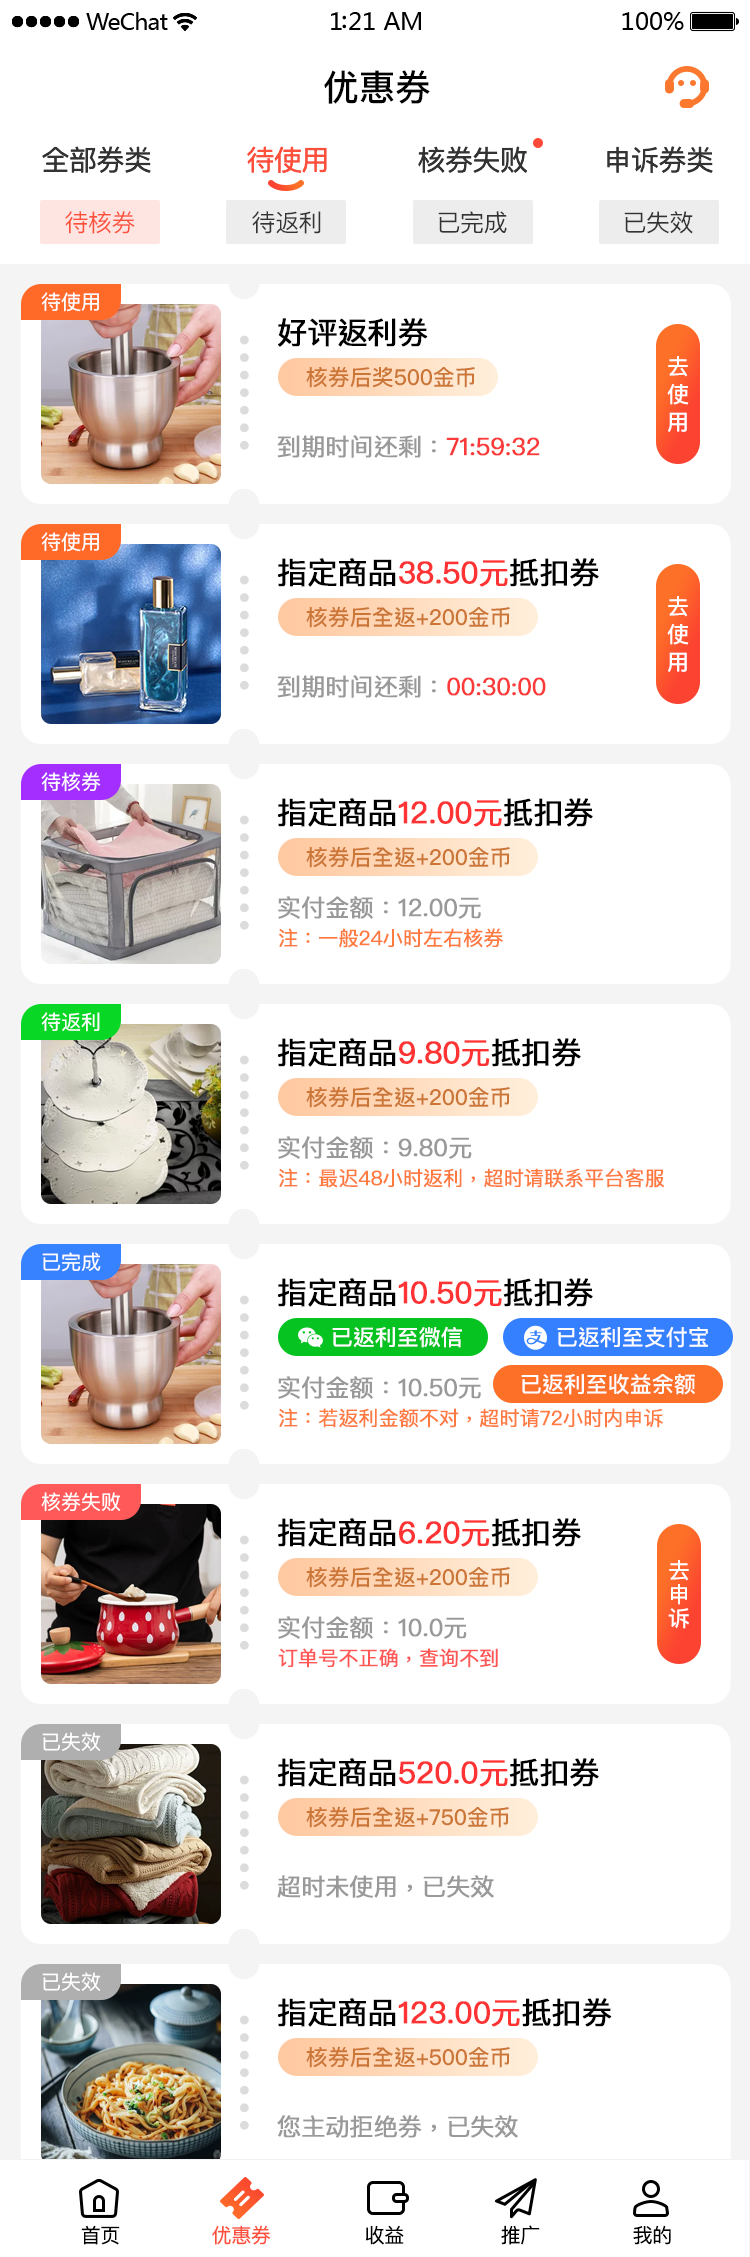 WeChat 1:21 AM 100%
优惠券
全部券类 待使用 核券失败 申诉券类
待核券 待返利 已完成 已失效
待使用
好评返利券
核券后奖500金币
到期时间还剩：71:59:32
去使用
待使用
指定商品38.50元抵扣券
核券后全返+200金币
到期时间还剩：00:30:00
去使用
待核券
指定商品12.00元抵扣券
核券后全返+200金币
实付金额：12.00元
注：一般24小时左右核券
待返利
指定商品9.80元抵扣券
核券后全返+200金币
实付金额：9.80元
注：最迟48小时返利，超时请联系平台客服
已完成
指定商品10.50元抵扣券
已返利至微信 支 已返利至支付宝
实付金额：10.50元 已返利至收益余额
注：若返利金额不对，超时请72小时内申诉
核券失败
指定商品6.20元抵扣券
核券后全返+200金币
实付金额：10.0元
订单号不正确，查询不到
去申诉
已失效
指定商品520.0元抵扣券
核券后全返+750金币
超时未使用，已失效
已失效
指定商品123.00元抵扣券
核券后全返+500金币
您主动拒绝券，已失效
首页 优惠券 收益 推广 我的